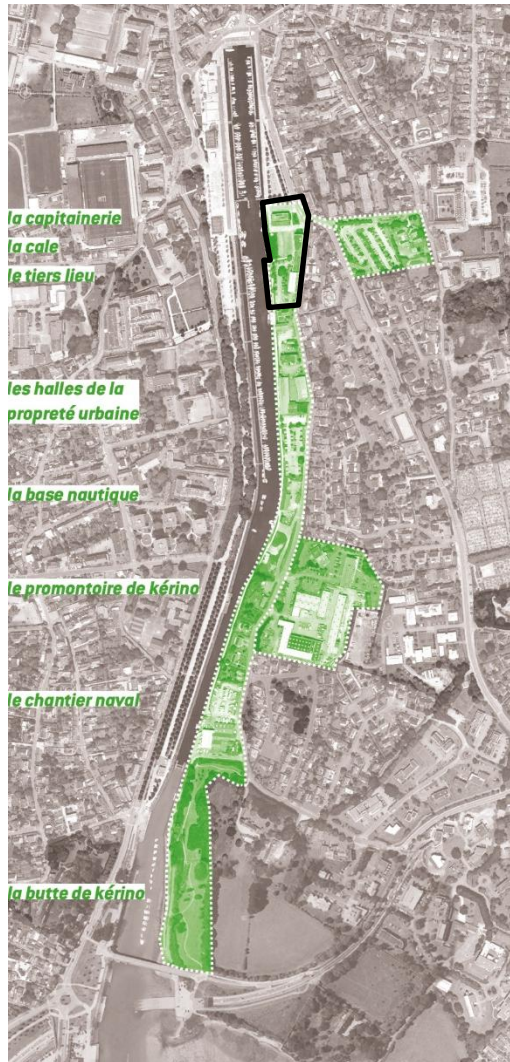 la capitainerie
la cale
le tiers lieu
les halles de la
propreté urbaine
la base nautique
le promontoire de kérino
le chantier naval
la butte de kérino